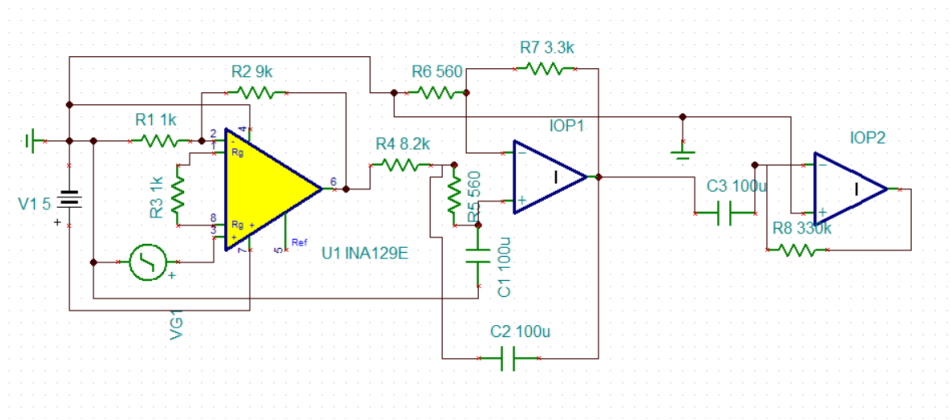 R7 3.3k
R2 9k
R6 560
IOP1
R1 1k
2
4
-
1
Rg
R4 8.2k
IOP2
R3 1k
6
R5 560
C3 100u
V1 5
+
8
Rg
+
3
+
7
5
Ref
U1 INA129E
R8 330k
+
C1 100u
VG1
C2 100u